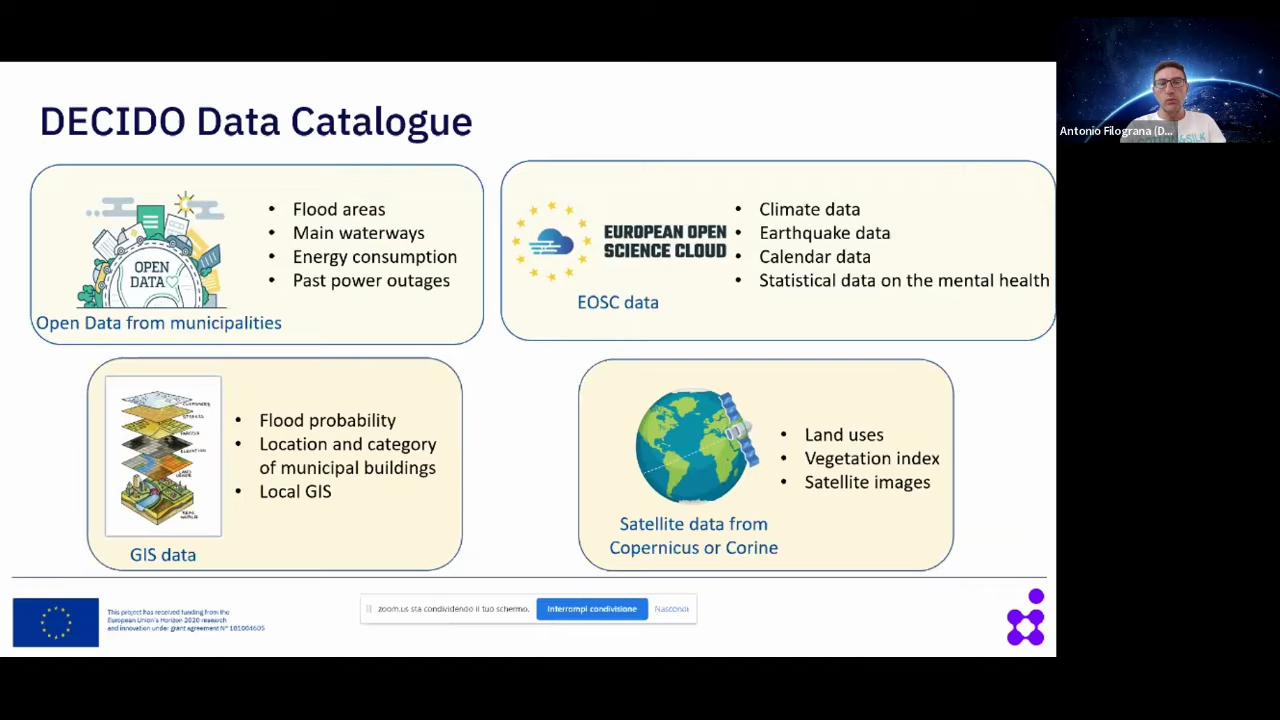 DECIDO Data Catalogue
OPEN
DATA
Open Data from municipalities
• Flood areas
• Main waterways
• Energy consumption
• Past power outages
EUROPEAN OPEN
SCIENCE CLOUD
EOSC data
• Climate data
• Earthquake data
• Calendar data
• Statistical data on the mental health
GIS data
• Flood probability
• Location and category
of municipal buildings
• Local GIS
Satellite data from
Copernicus or Corine
• Land uses
• Vegetation index
• Satellite images
This project has received funding from the
European Union's Horizon 2020 research
and innovation under grant agreement N° 101004605
zoom.us sta condividendo il tuo schermo.
Interrompi condivisione
Nascondi
Antonio Filograna (D...